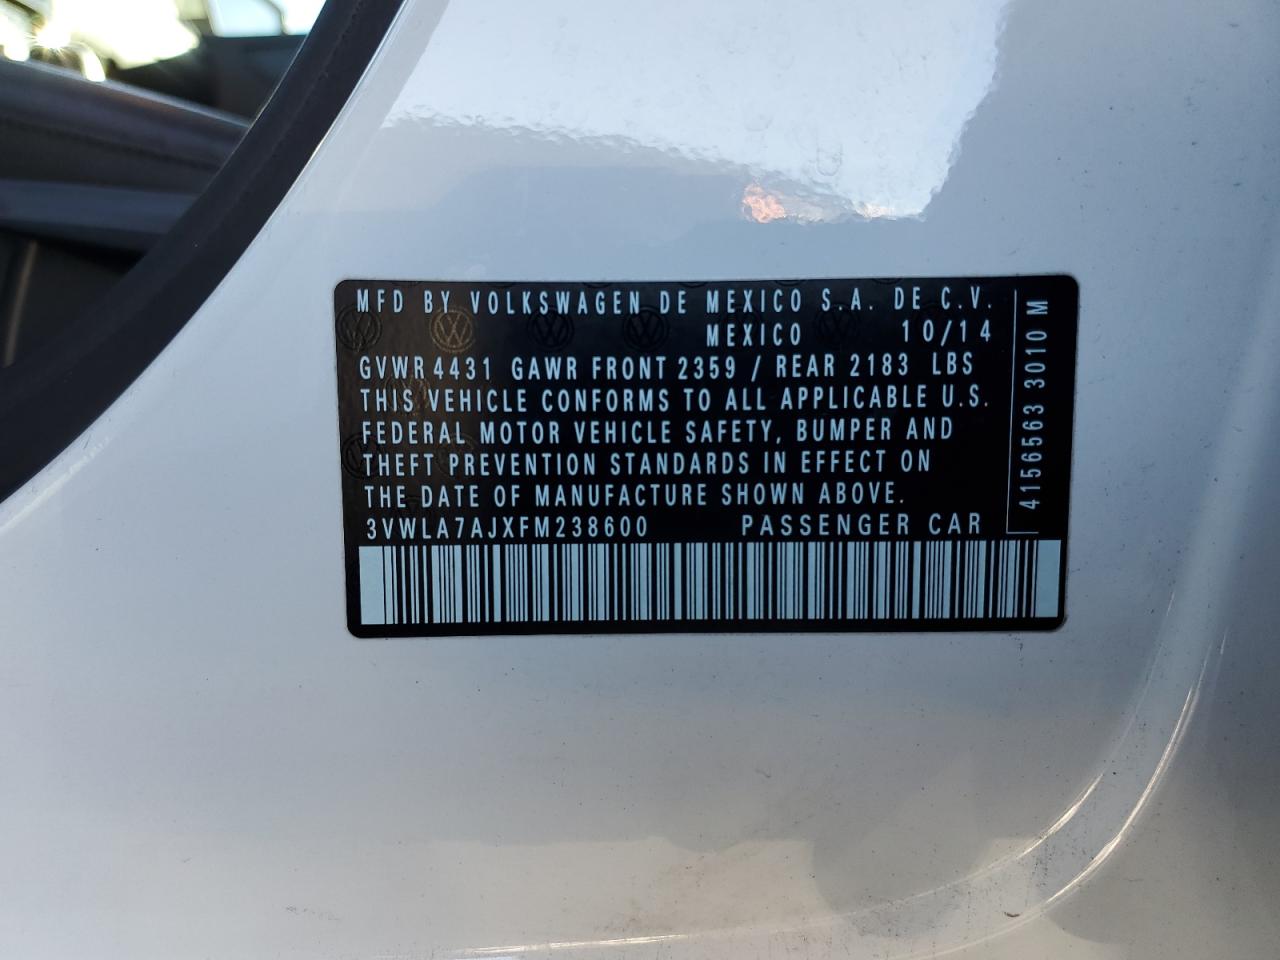 MFD BY VOLKSWAGEN DE MEXICO S.A. DE C.V.
MEXICO 10/14
GVWR 4431 GAWR FRONT 2359 / REAR 2183 LBS
THIS VEHICLE CONFORMS TO ALL APPLICABLE U.S.
FEDERAL MOTOR VEHICLE SAFETY, BUMPER AND
THEFT PREVENTION STANDARDS IN EFFECT ON
THE DATE OF MANUFACTURE SHOWN ABOVE.
3VWLA7AJXFM238600 PASSENGER CAR
4156563 3010 M